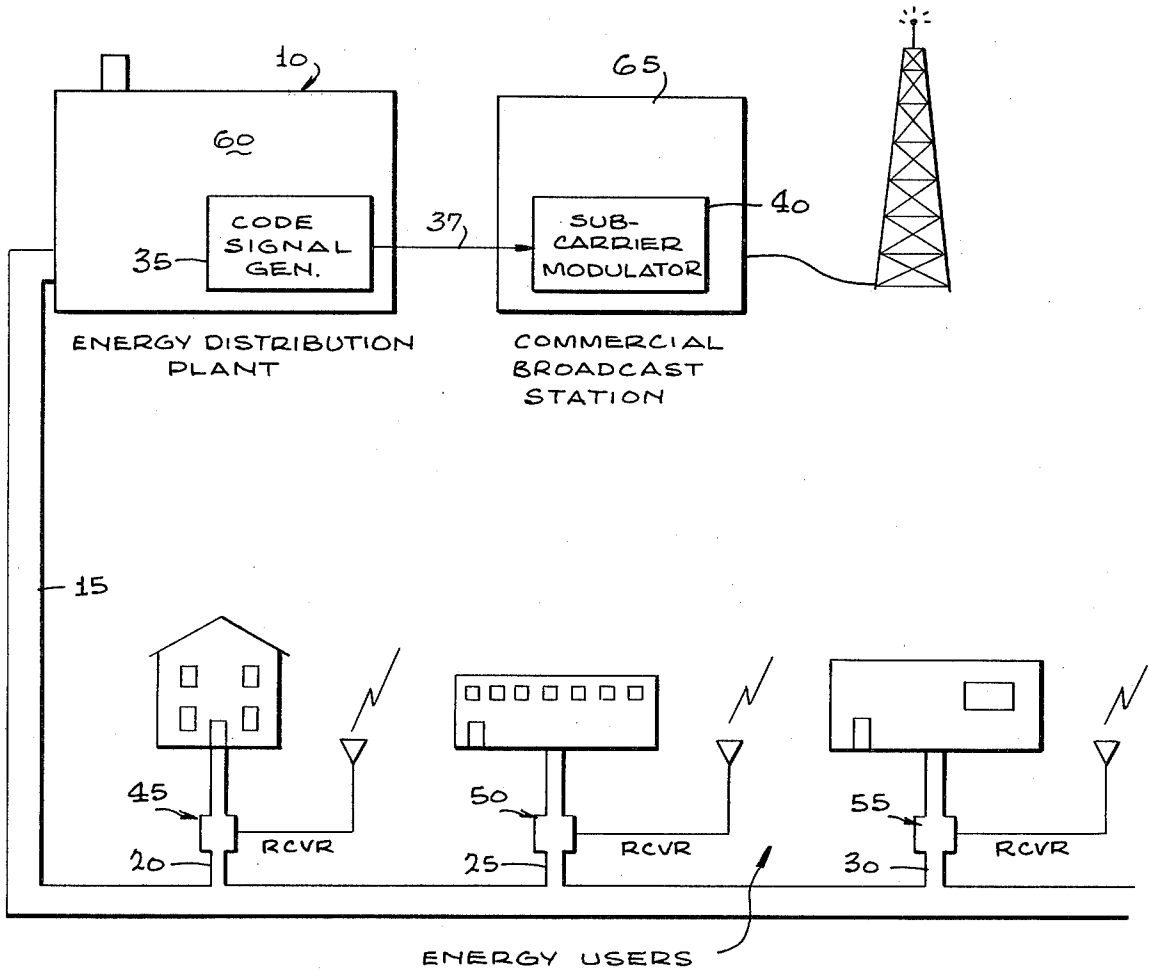 10
65
60
40
CODE
SIGNAL
GEN.
35
37
SUB-
CARRIER
MODULATOR
ENERGY DISTRIBUTION
PLANT
COMMERCIAL
BROADCAST
STATION
15
45
50
55
RCVR
RCVR
RCVR
20
25
30
ENERGY USERS